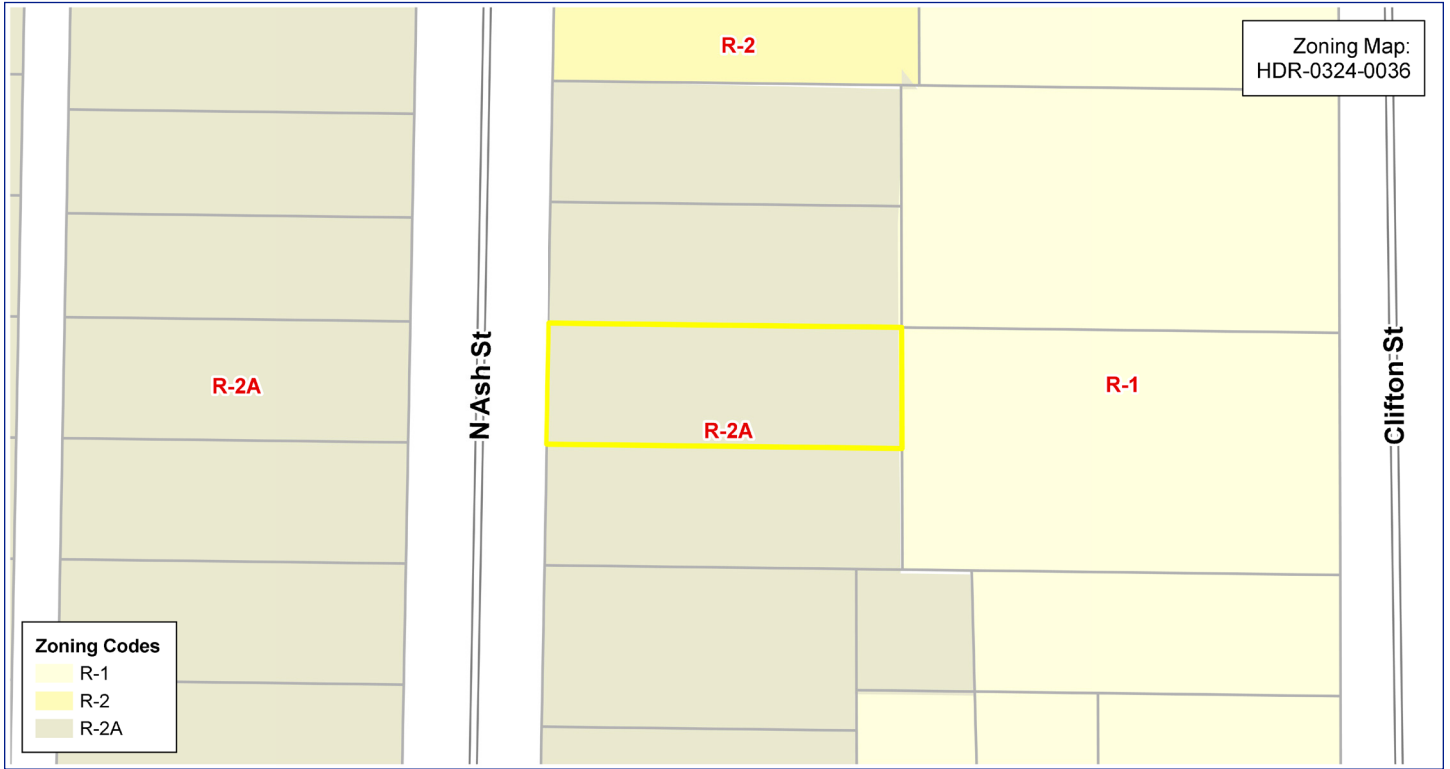 R-2
Zoning Map:
HDR-0324-0036
N Ash St
Clifton St
R-2A
R-1
R-2A
Zoning Codes
R-1
R-2
R-2A